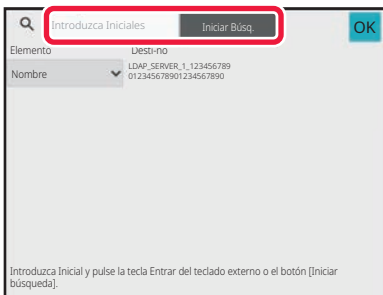 Introduzca Iniciales Iniciar Búsq. OK
Elemento Desti-no
Nombre LDAP_SERVER_1_123456789
012345678901234567890
Introduzca Inicial y pulse la tecla Entrar del teclado externo o el botón [Iniciar
búsqueda].